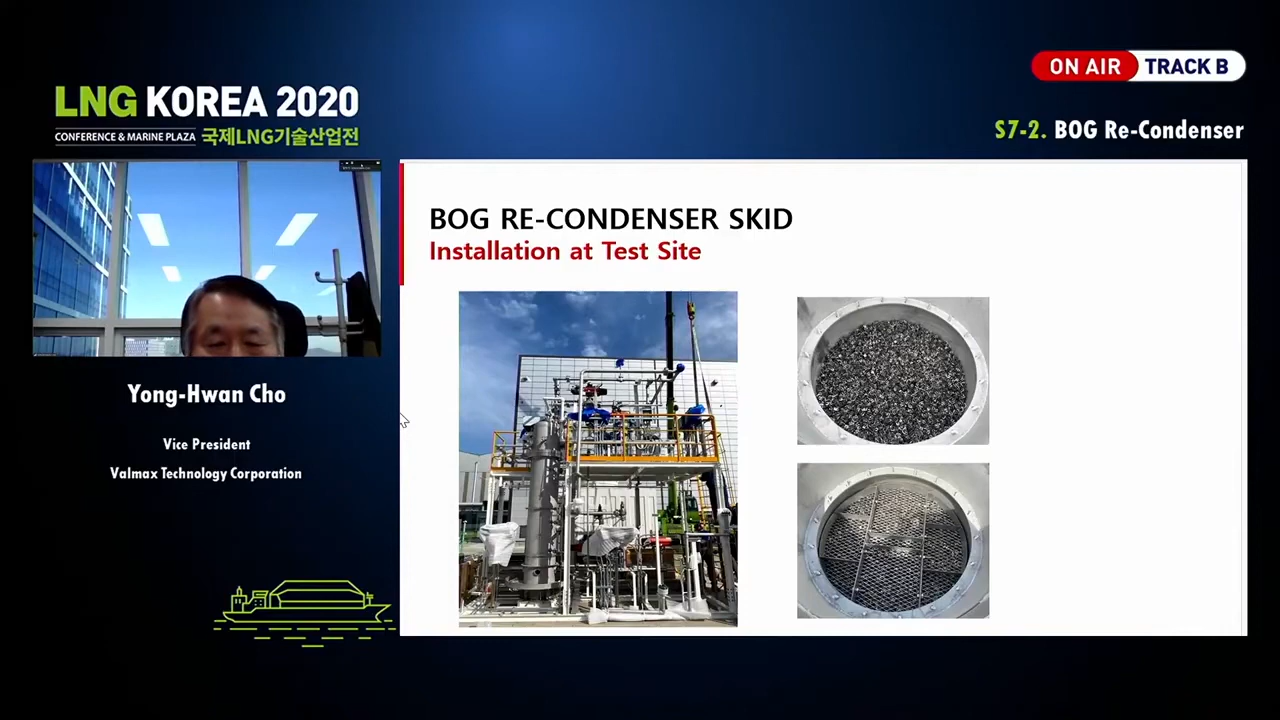 ON AIR TRACK B
LNG KOREA 2020
CONFERENCE & MARINE PLAZA 국제LNG기술산업전
S7-2. BOG Re-Condenser
BOG RE-CONDENSER SKID
Installation at Test Site
Yong-Hwan Cho
Vice President
Valmax Technology Corporation